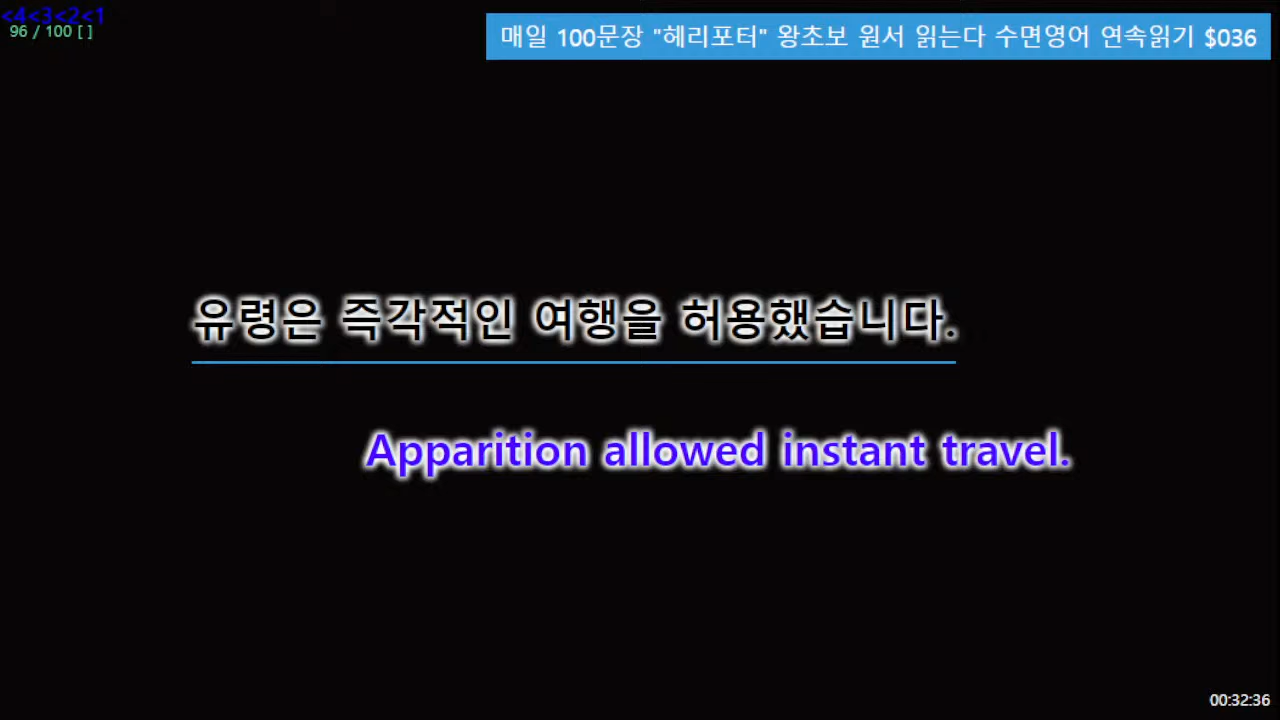 <4<3<2<1
96 / 100 [ ]
매일 100문장 "헤리포터" 왕초보 원서 읽는다 수면영어 연속읽기 $036
유령은 즉각적인 여행을 허용했습니다.
Apparition allowed instant travel.
00:32:36